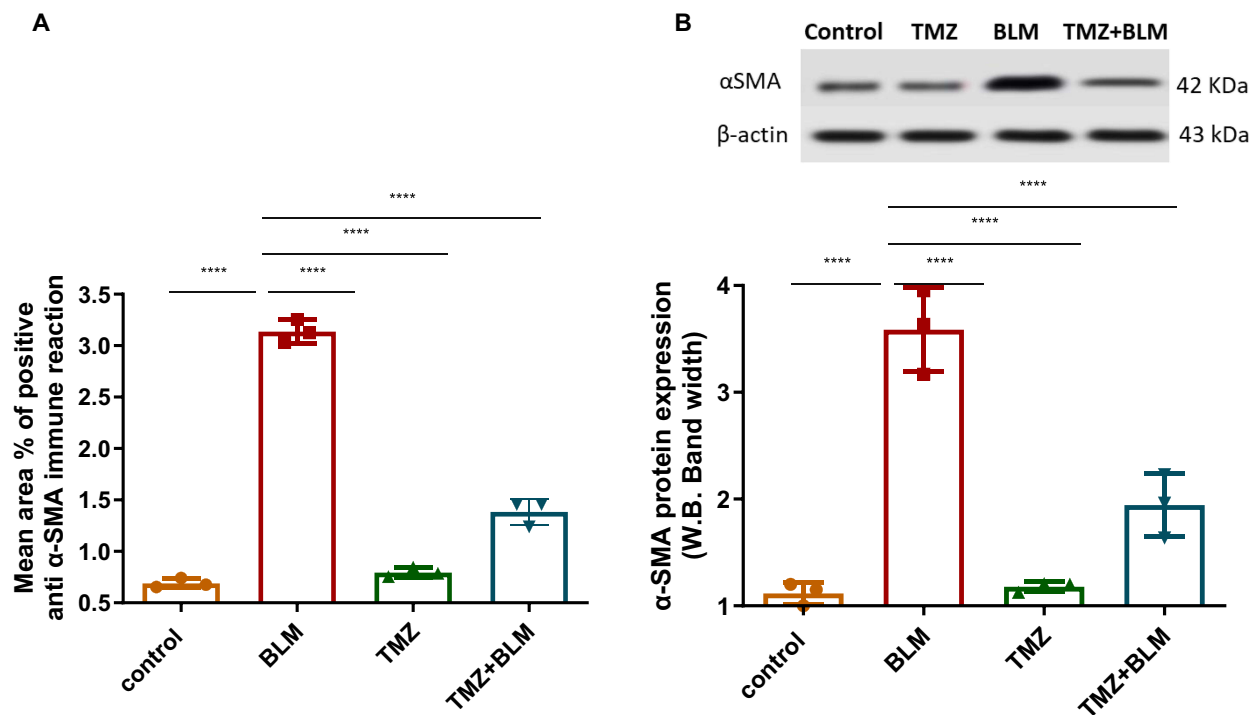 A
****
****
****
****
Mean area % of positive
anti α-SMA immune reaction
3.5
3.0
2.5
2.0
1.5
1.0
0.5
control
BLM
TMZ
TMZ+BLM
B
Control TMZ BLM TMZ+BLM
αSMA 42 KDa
β-actin 43 kDa
****
****
****
****
α-SMA protein expression
(W.B. Band width)
4
3
2
1
control
BLM
TMZ
TMZ+BLM